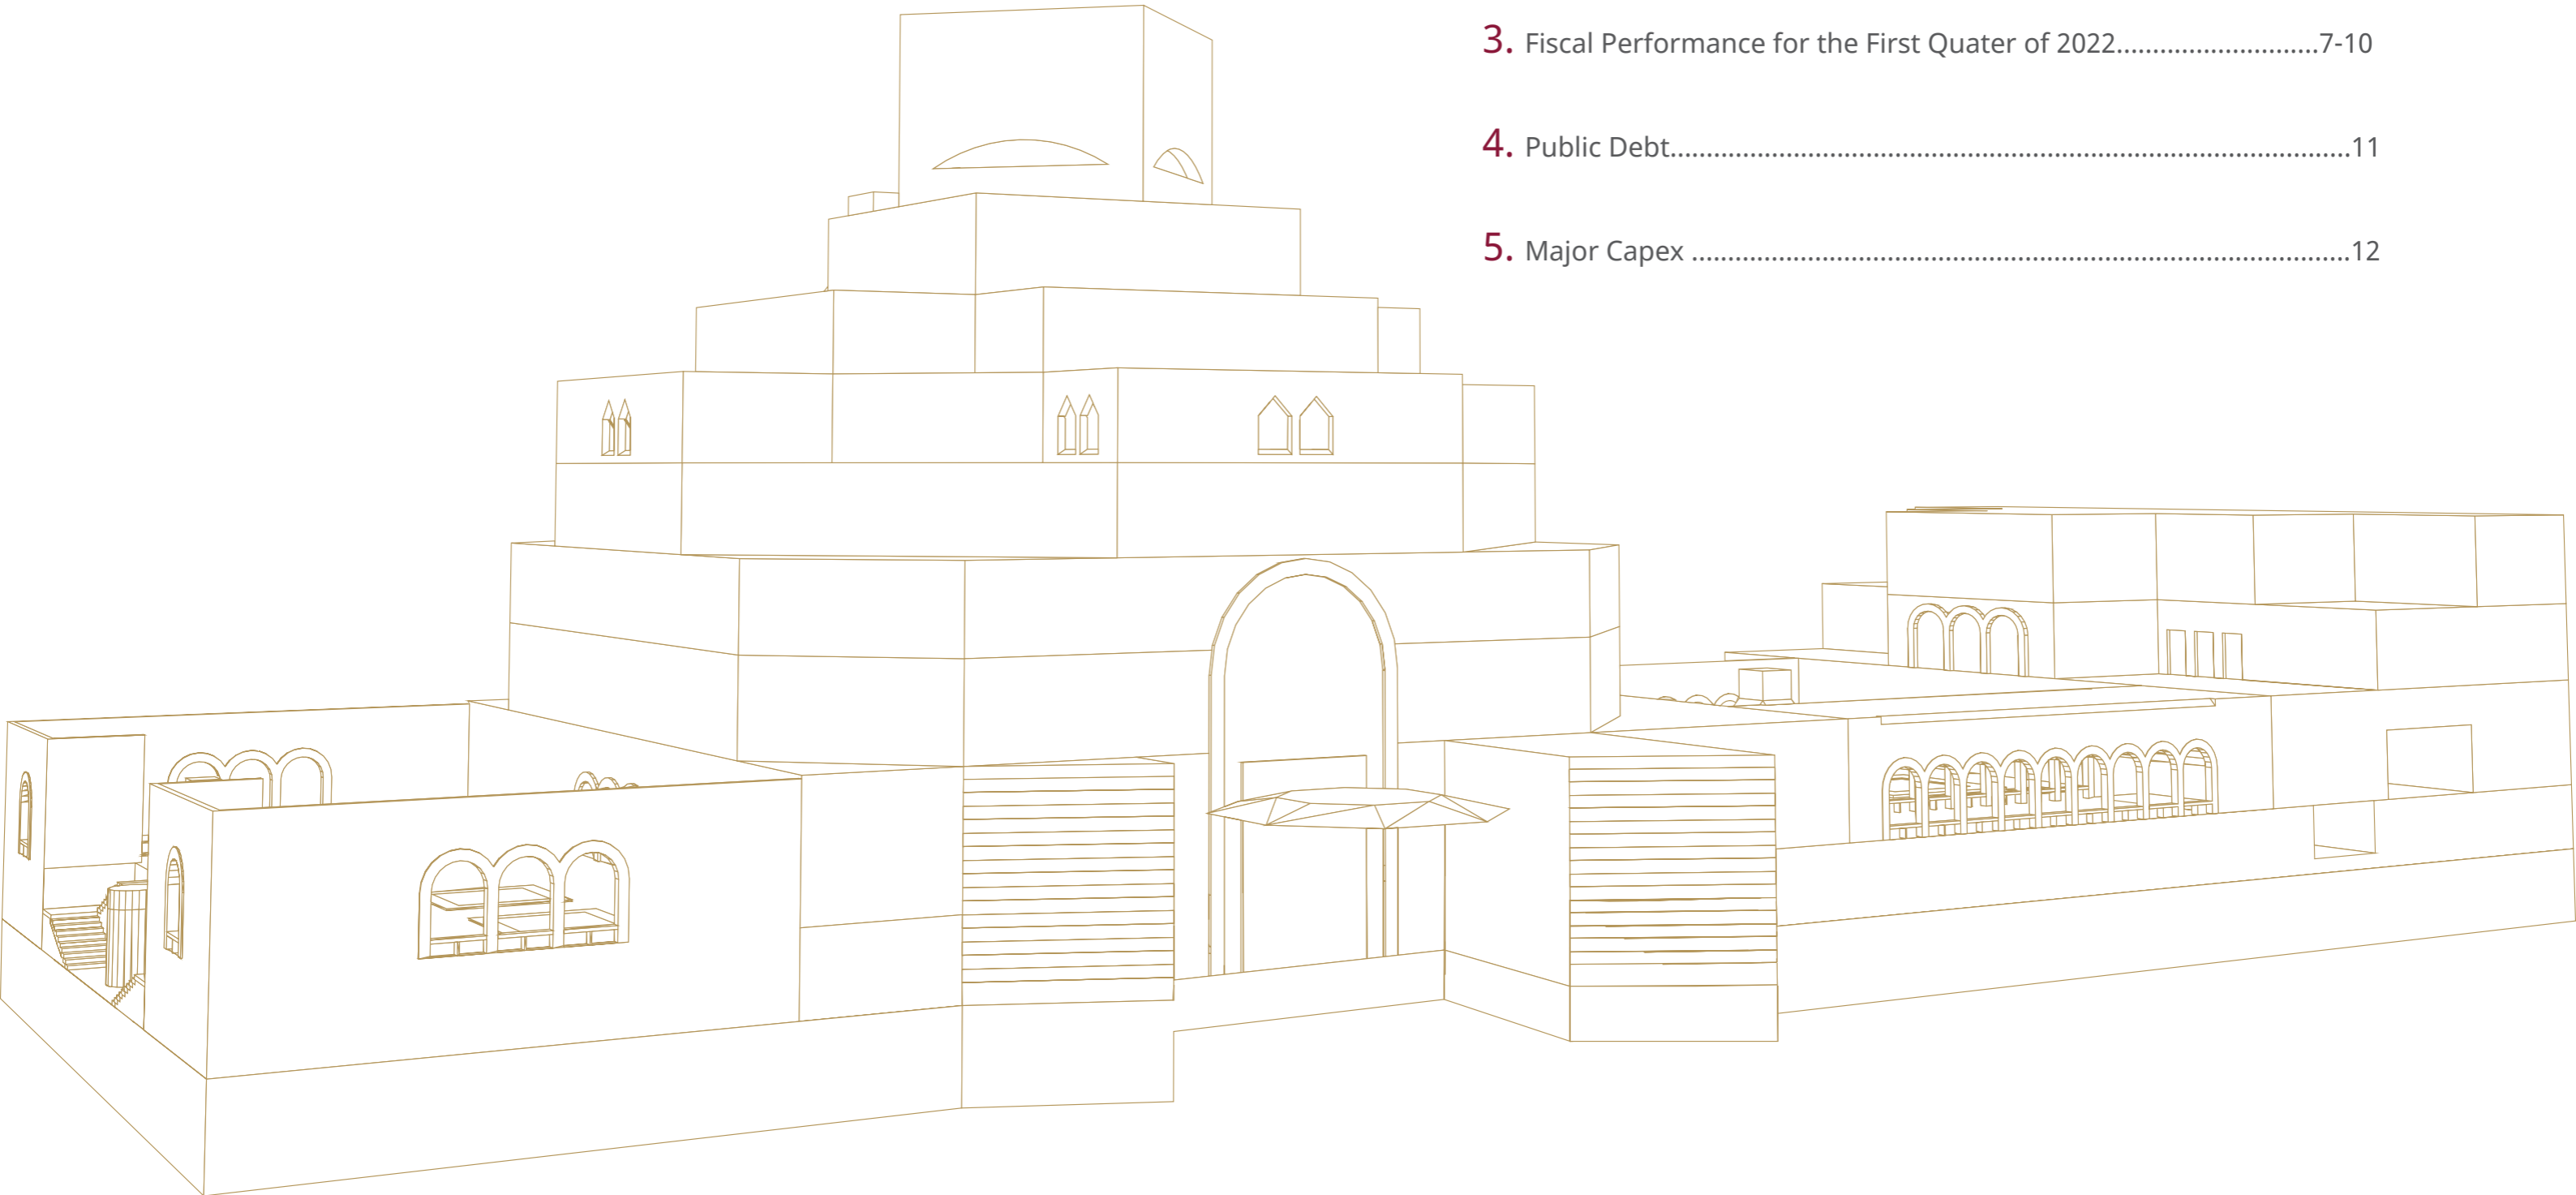 3. Fiscal Performance for the First Quater of 2022............................7-10
4. Public Debt..............................................................................................11
5. Major Capex ...........................................................................................12